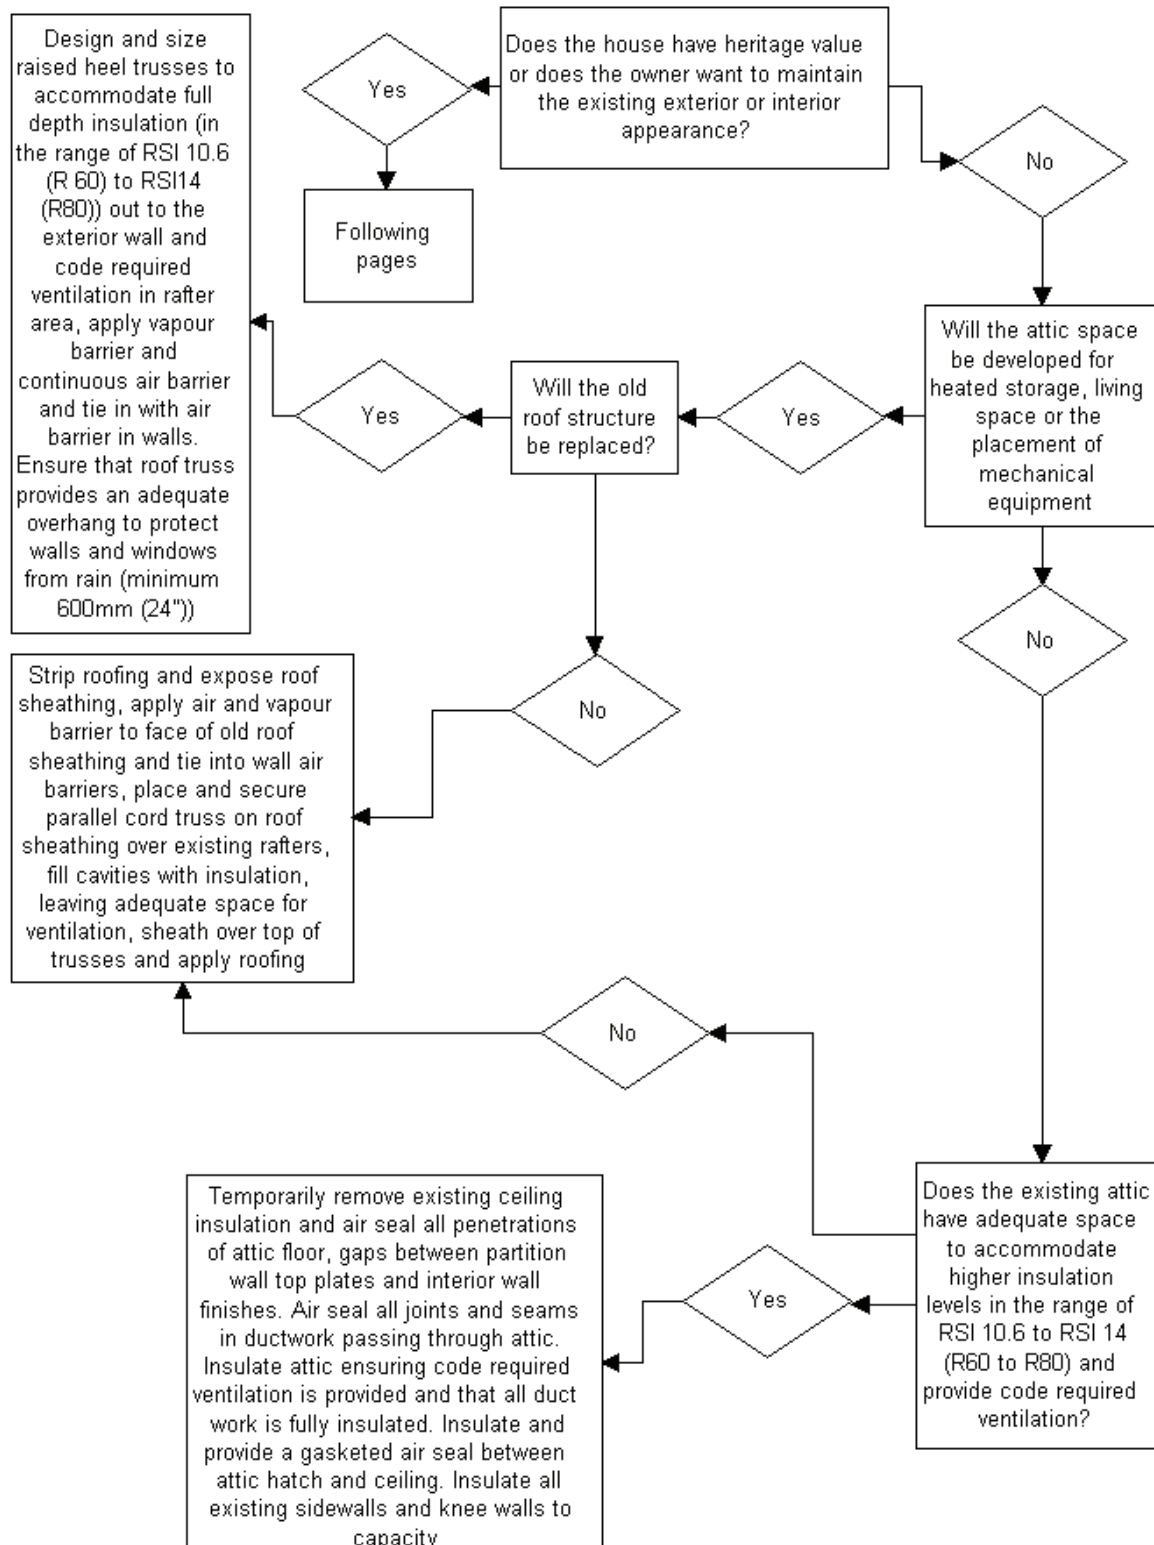 Does the house have heritage value
or does the owner want to maintain
the existing exterior or interior
appearance?
Yes
Following
pages
No
Will the attic space
be developed for
heated storage, living
space or the
placement of
mechanical
equipment
Yes
Will the old
roof structure
be replaced?
Yes
Design and size
raised heel trusses to
accommodate full
depth insulation (in
the range of RSI 10.6
(R 60) to RSI14
(R80)) out to the
exterior wall and
code required
ventilation in rafter
area, apply vapour
barrier and
continuous air barrier
and tie in with air
barrier in walls.
Ensure that roof truss
provides an adequate
overhang to protect
walls and windows
from rain (minimum
600mm (24"))
No
Strip roofing and expose roof
sheathing, apply air and vapour
barrier to face of old roof
sheathing and tie into wall air
barriers, place and secure
parallel cord truss on roof
sheathing over existing rafters,
fill cavities with insulation,
leaving adequate space for
ventilation, sheath over top of
trusses and apply roofing
No
Does the existing attic
have adequate space
to accommodate
higher insulation
levels in the range of
RSI 10.6 to RSI 14
(R60 to R80) and
provide code required
ventilation?
No
Yes
Temporarily remove existing ceiling
insulation and air seal all penetrations
of attic floor, gaps between partition
wall top plates and interior wall
finishes. Air seal all joints and seams
in ductwork passing through attic.
Insulate attic ensuring code required
ventilation is provided and that all duct
work is fully insulated. Insulate and
provide a gasketed air seal between
attic hatch and ceiling. Insulate all
existing sidewalls and knee walls to
capacity